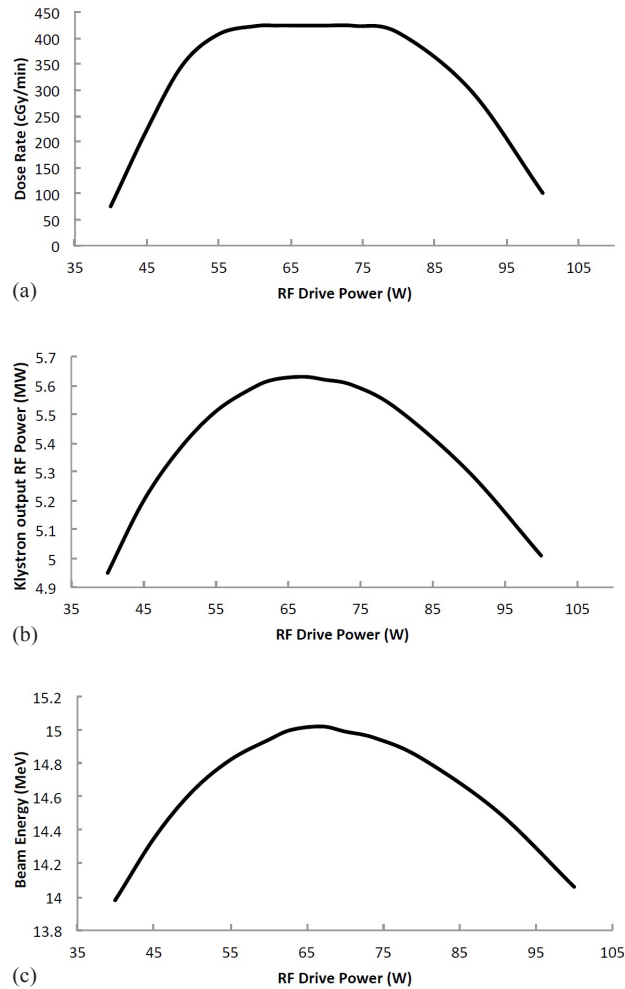 450
400
350
300
250
200
150
100
50
0
Dose Rate (cGy/min)
35 45 55 65 75 85 95 105
RF Drive Power (W)
(a)
5.7
5.6
5.5
5.4
5.3
5.2
5.1
5
4.9
Klystron output RF Power (MW)
35 45 55 65 75 85 95 105
RF Drive Power (W)
(b)
15.2
15
14.8
14.6
14.4
14.2
14
13.8
Beam Energy (MeV)
35 45 55 65 75 85 95 105
RF Drive Power (W)
(c)